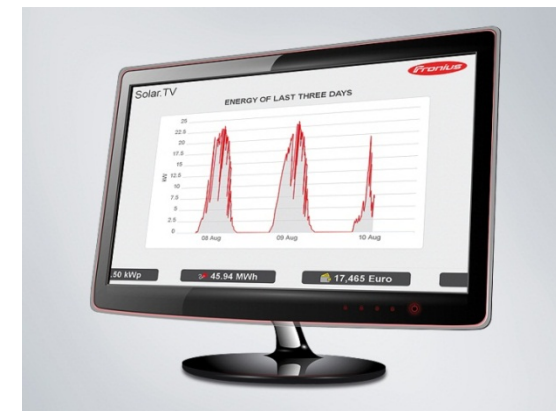 Fronius
Solar.TV
ENERGY OF LAST THREE DAYS
25
22.5
20
17.5
15
12.5
10
7.5
5
2.5
0
kW
08 Aug
09 Aug
10 Aug
.50 kWp
45.94 MWh
17,465 Euro